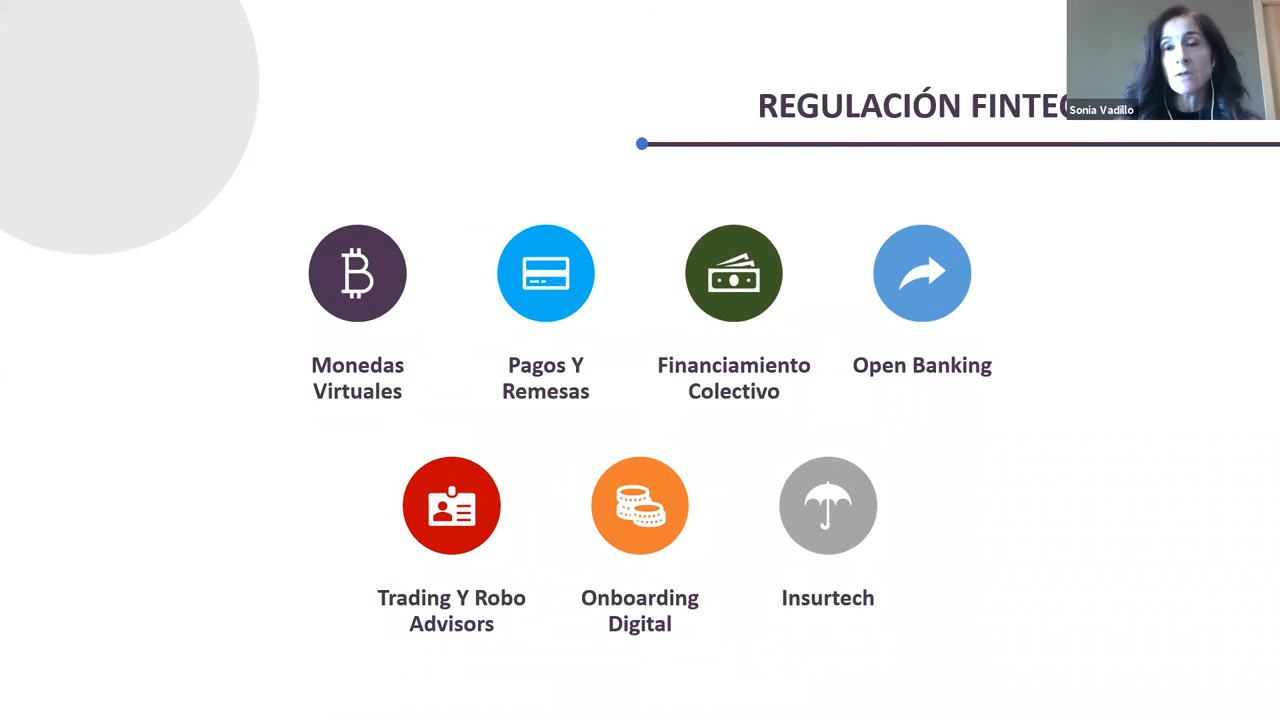 REGULACIÓN FINTEC
Sonia Vadillo
Monedas
Virtuales
Pagos Y
Remesas
Financiamiento
Colectivo
Open Banking
Trading Y Robo
Advisors
Onboarding
Digital
Insurtech